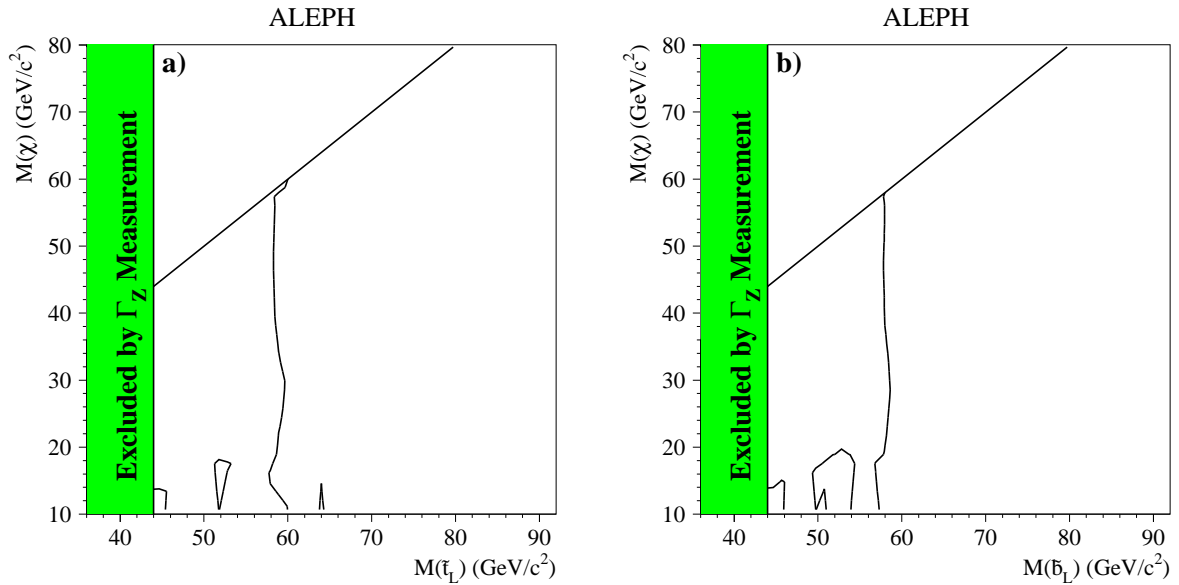 ALEPH
a)
M(χ) (GeV/c²)
80
70
60
50
40
30
20
10
Excluded by Γ_Z Measurement
40 50 60 70 80 90
M(t̃_L) (GeV/c²)
ALEPH
b)
M(χ) (GeV/c²)
80
70
60
50
40
30
20
10
Excluded by Γ_Z Measurement
40 50 60 70 80 90
M(b̃_L) (GeV/c²)